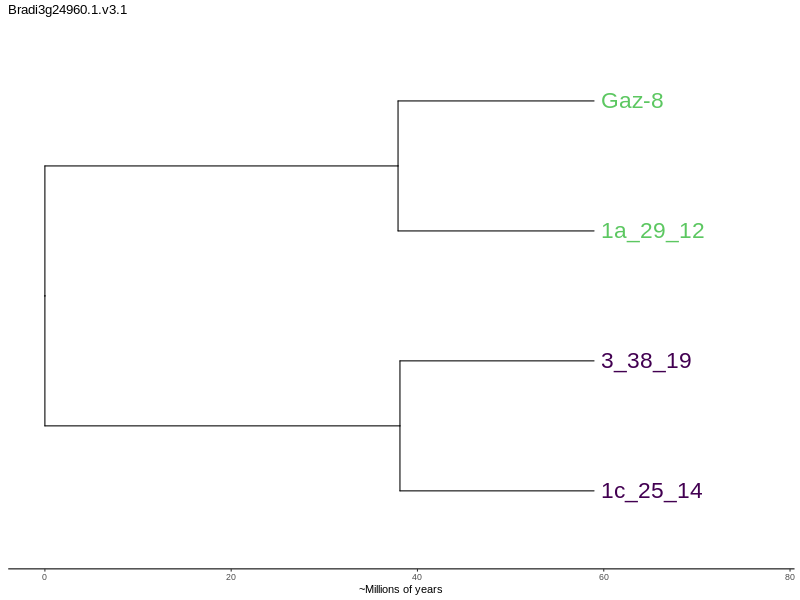 Bradi3g24960.1.v3.1
Gaz-8
1a_29_12
3_38_19
1c_25_14
0 20 40 60 80
~Millions of years